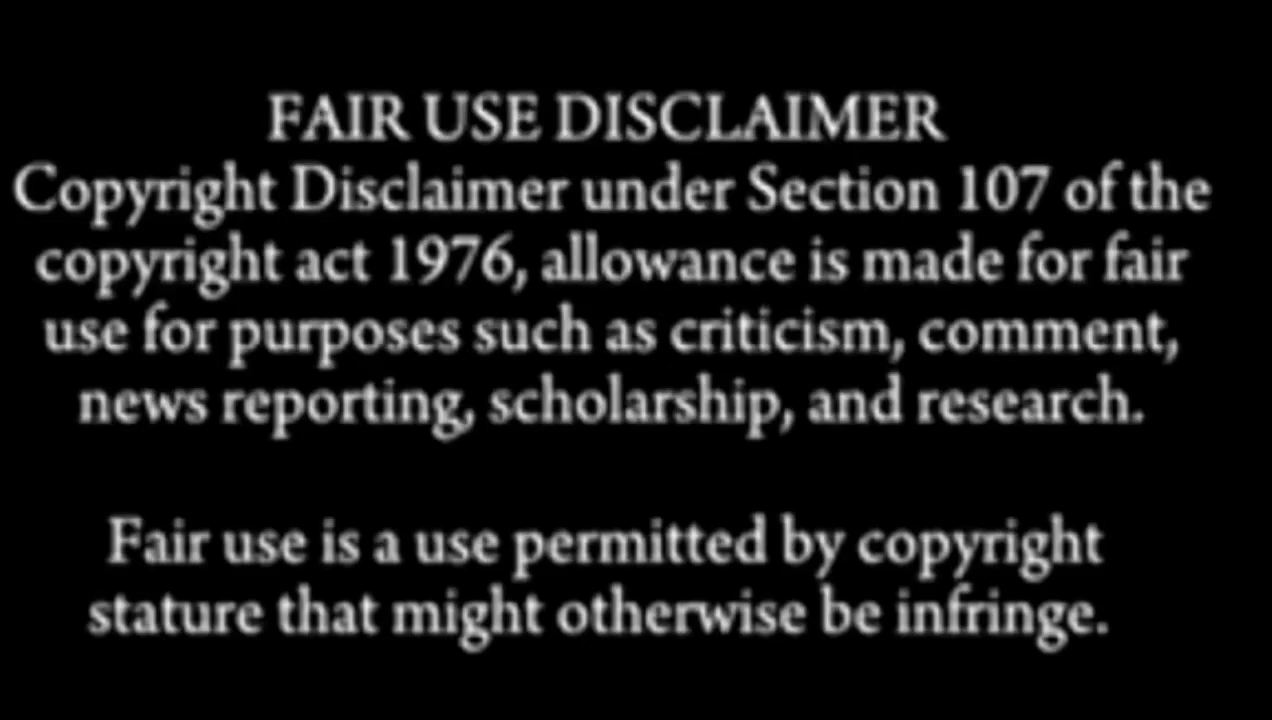 FAIR USE DISCLAIMER
Copyright Disclaimer under Section 107 of the
copyright act 1976, allowance is made for fair
use for purposes such as criticism, comment,
news reporting, scholarship, and research.
Fair use is a use permitted by copyright
stature that might otherwise be infringe.